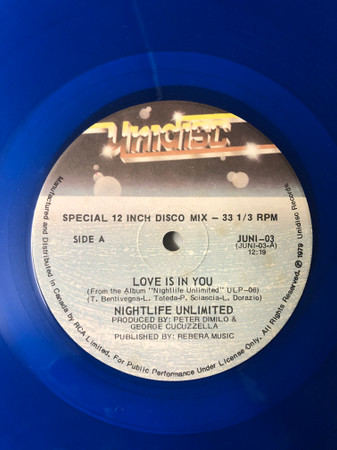 Unidisc
SPECIAL 12 INCH DISCO MIX – 33 1/3 RPM
SIDE A
JUNI-03
(JUNI-03-A)
12:19
LOVE IS IN YOU
(From the Album "Nightlife Unlimited" ULP-06)
(T. Bentivegna-L. Toteda-P. Sciascia-L. Dorazio)
NIGHTLIFE UNLIMITED
PRODUCED BY: PETER DIMILO &
GEORGE CUCUZZELLA
PUBLISHED BY: REBERA MUSIC
Manufactured and Distributed in Canada by RCA Limited. For Public Performance Under License Only. All Rights Reserved. ℗ 1979 Unidisc Records.